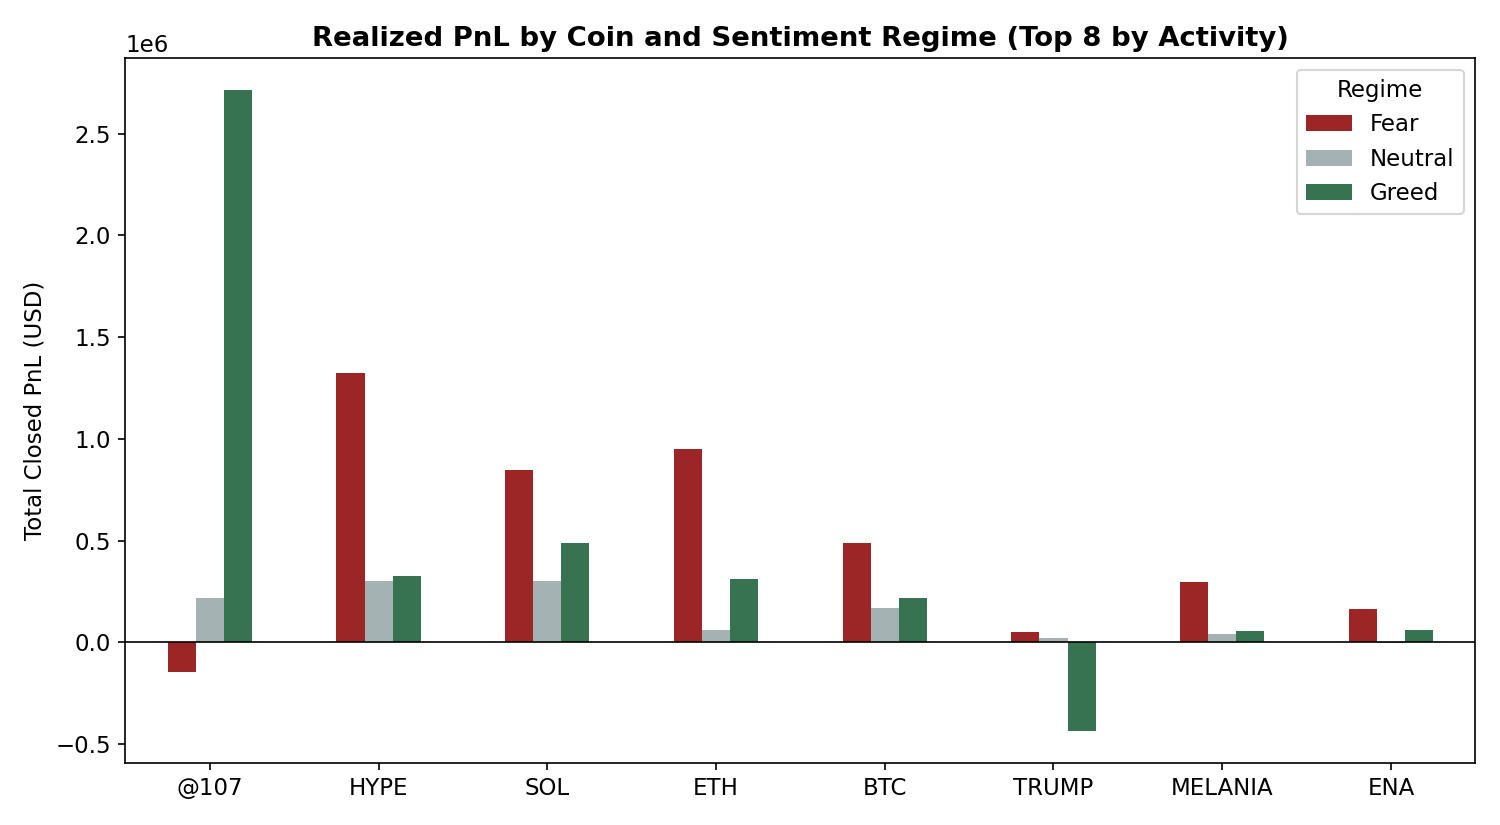 Realized PnL by Coin and Sentiment Regime (Top 8 by Activity)
1e6
Regime
Fear
Neutral
Greed
Total Closed PnL (USD)
2.5
2.0
1.5
1.0
0.5
0.0
−0.5
@107 HYPE SOL ETH BTC TRUMP MELANIA ENA